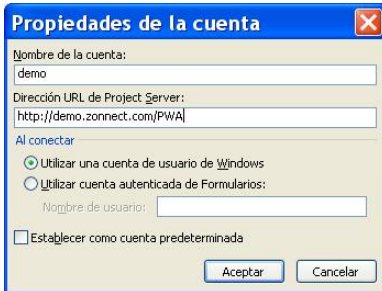 Propiedades de la cuenta
Nombre de la cuenta:
demo
Dirección URL de Project Server:
http://demo.zonnect.com/PWA
Al conectar
Utilizar una cuenta de usuario de Windows
Utilizar cuenta autenticada de Formularios:
Nombre de usuario:
Establecer como cuenta predeterminada
Aceptar Cancelar